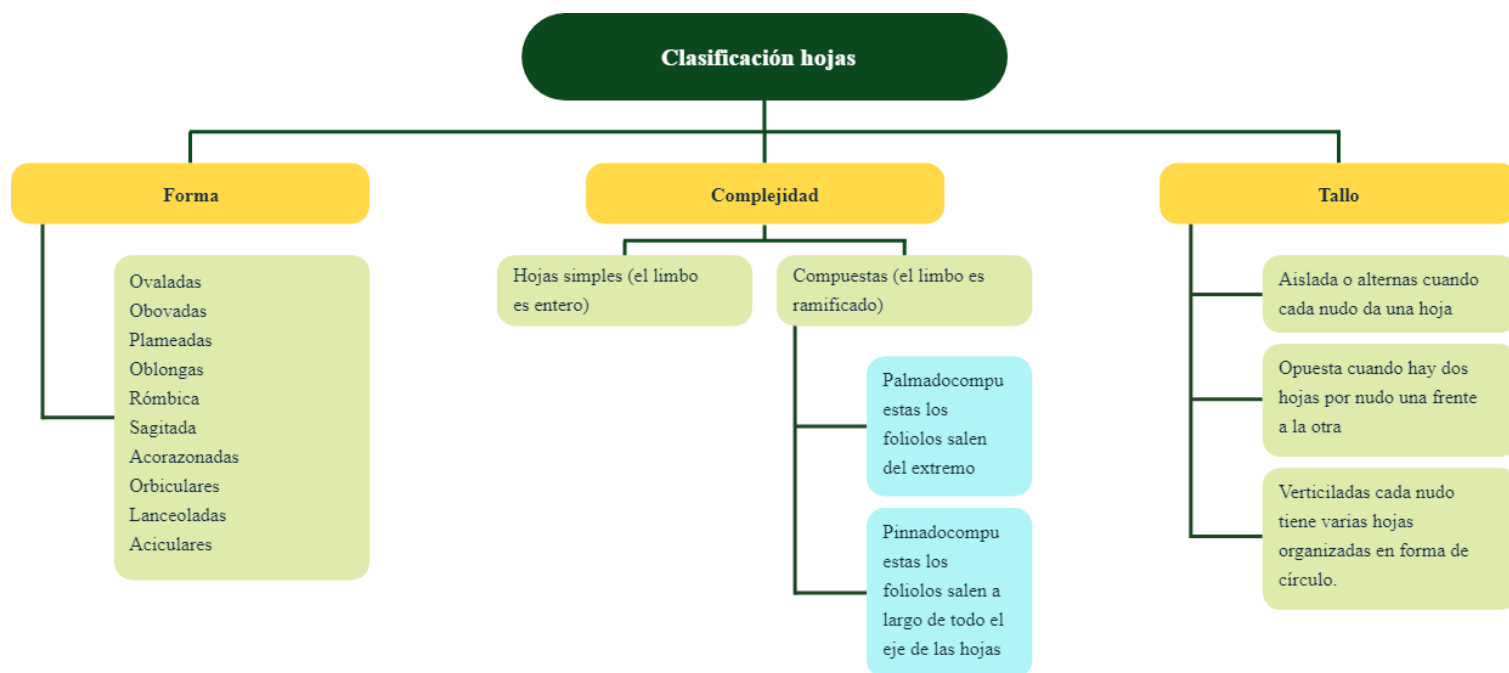 Clasificación hojas
Forma
Ovaladas
Obovadas
Plameadas
Oblongas
Rómbica
Sagitada
Acorazonadas
Orbiculares
Lanceoladas
Aciculares
Complejidad
Hojas simples (el limbo
es entero)
Compuestas (el limbo es
ramificado)
Palmadocompu
estas los
foliolos salen
del extremo
Pinnadocompu
estas los
foliolos salen a
largo de todo el
eje de las hojas
Tallo
Aislada o alternas cuando
cada nudo da una hoja
Opuesta cuando hay dos
hojas por nudo una frente
a la otra
Verticiladas cada nudo
tiene varias hojas
organizadas en forma de
círculo.